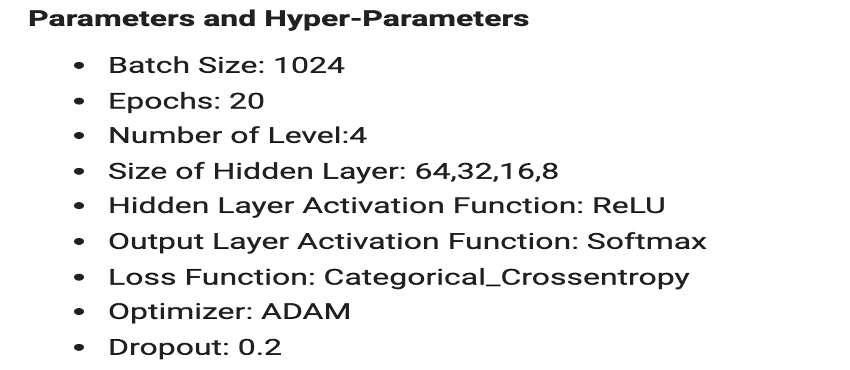 Parameters and Hyper-Parameters
• Batch Size: 1024
• Epochs: 20
• Number of Level:4
• Size of Hidden Layer: 64,32,16,8
• Hidden Layer Activation Function: ReLU
• Output Layer Activation Function: Softmax
• Loss Function: Categorical_Crossentropy
• Optimizer: ADAM
• Dropout: 0.2